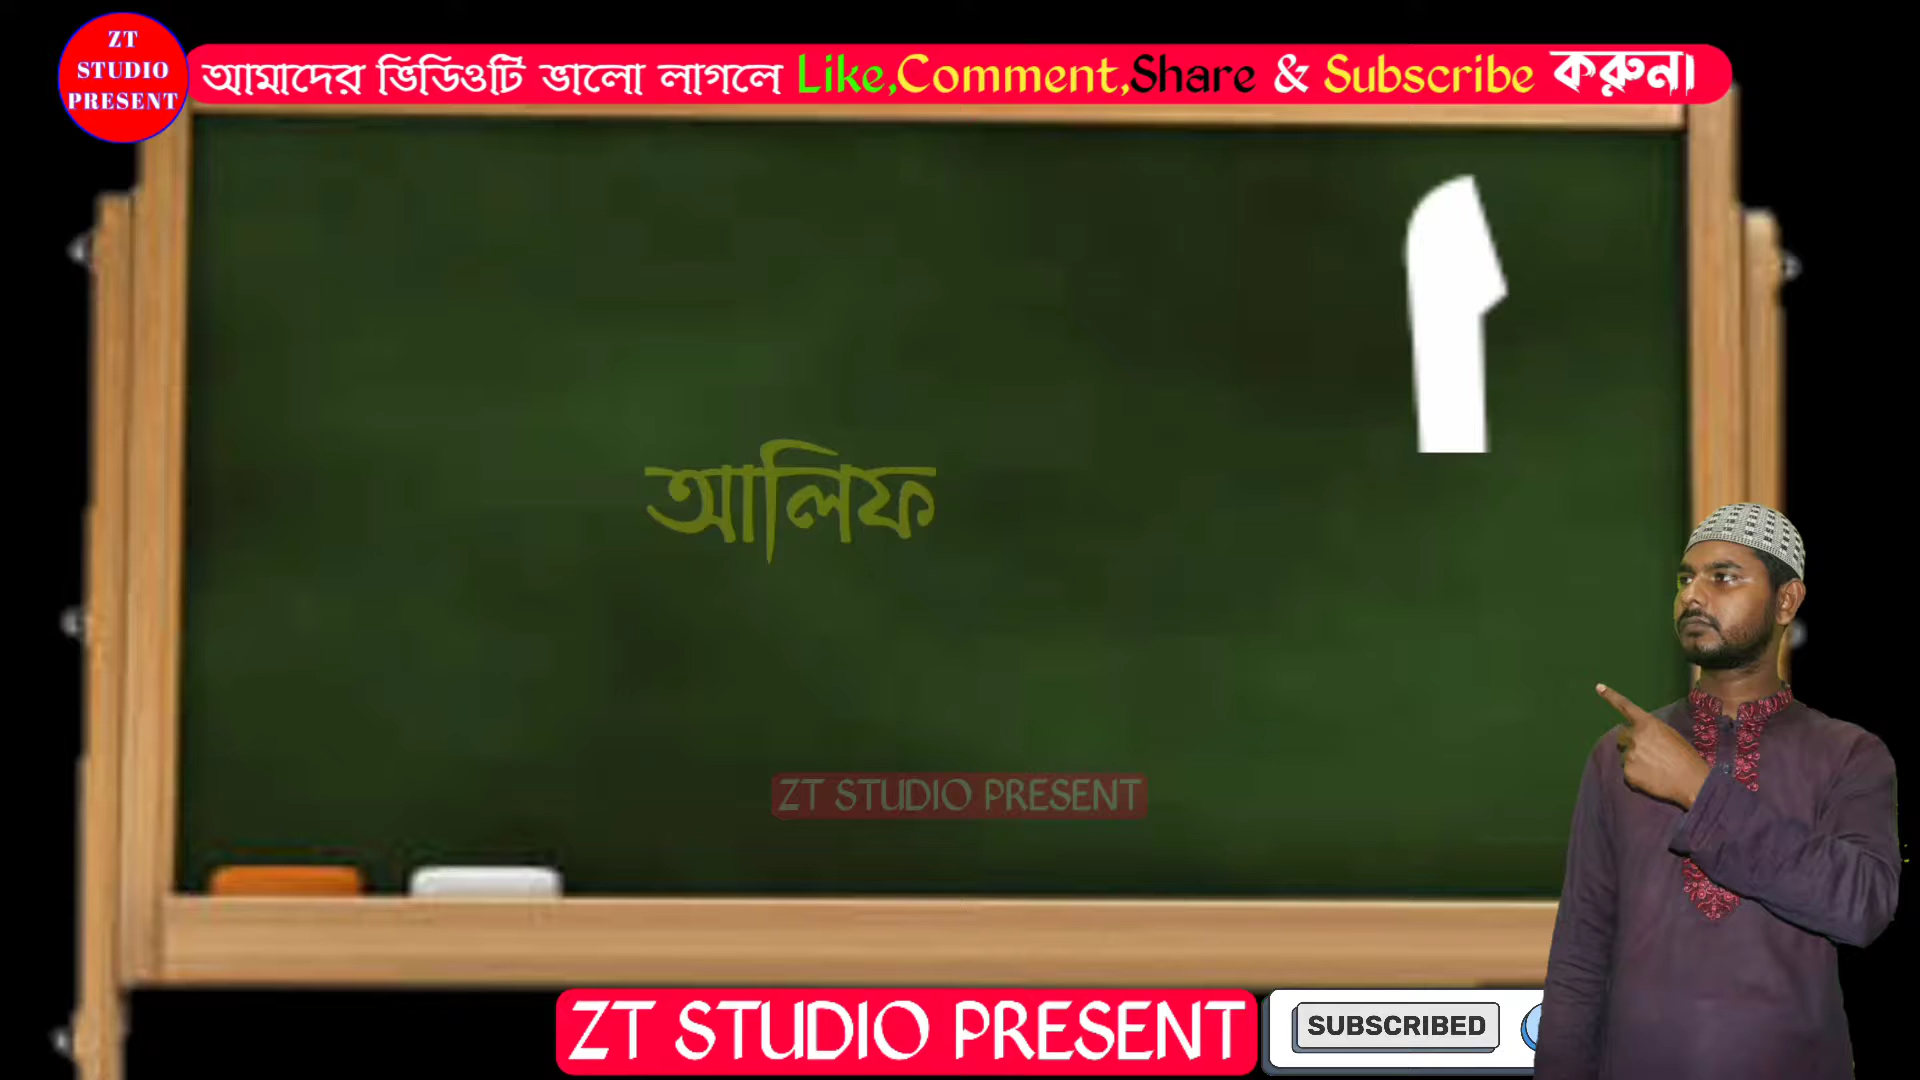 ZT
STUDIO
PRESENT
আমাদের ভিডিওটি ভালো লাগলে Like,Comment,Share & Subscribe করুন।
আলিফ
ZT STUDIO PRESENT
ZT STUDIO PRESENT
SUBSCRIBED